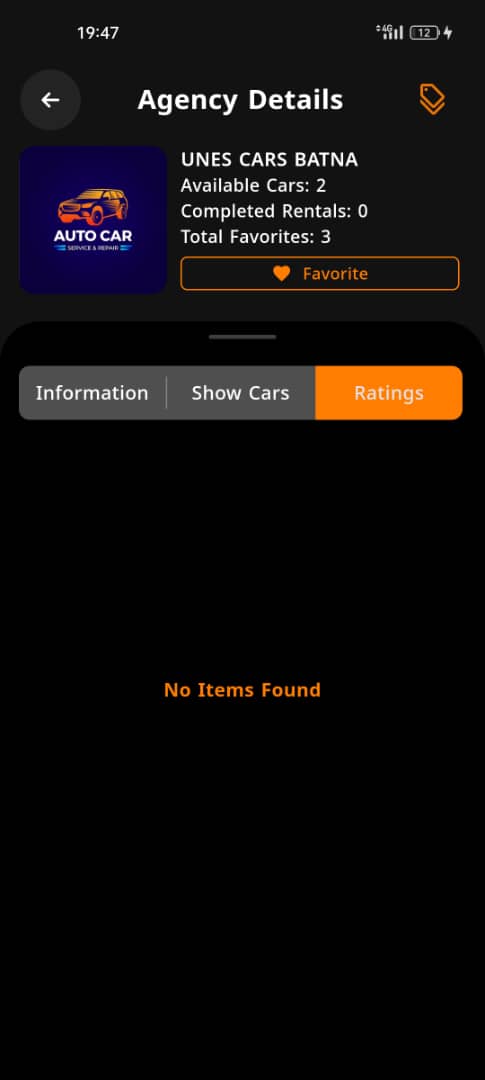 19:47
4G
12
Agency Details
UNES CARS BATNA
Available Cars: 2
Completed Rentals: 0
Total Favorites: 3
Favorite
AUTO CAR
SERVICE & REPAIR
Information
Show Cars
Ratings
No Items Found